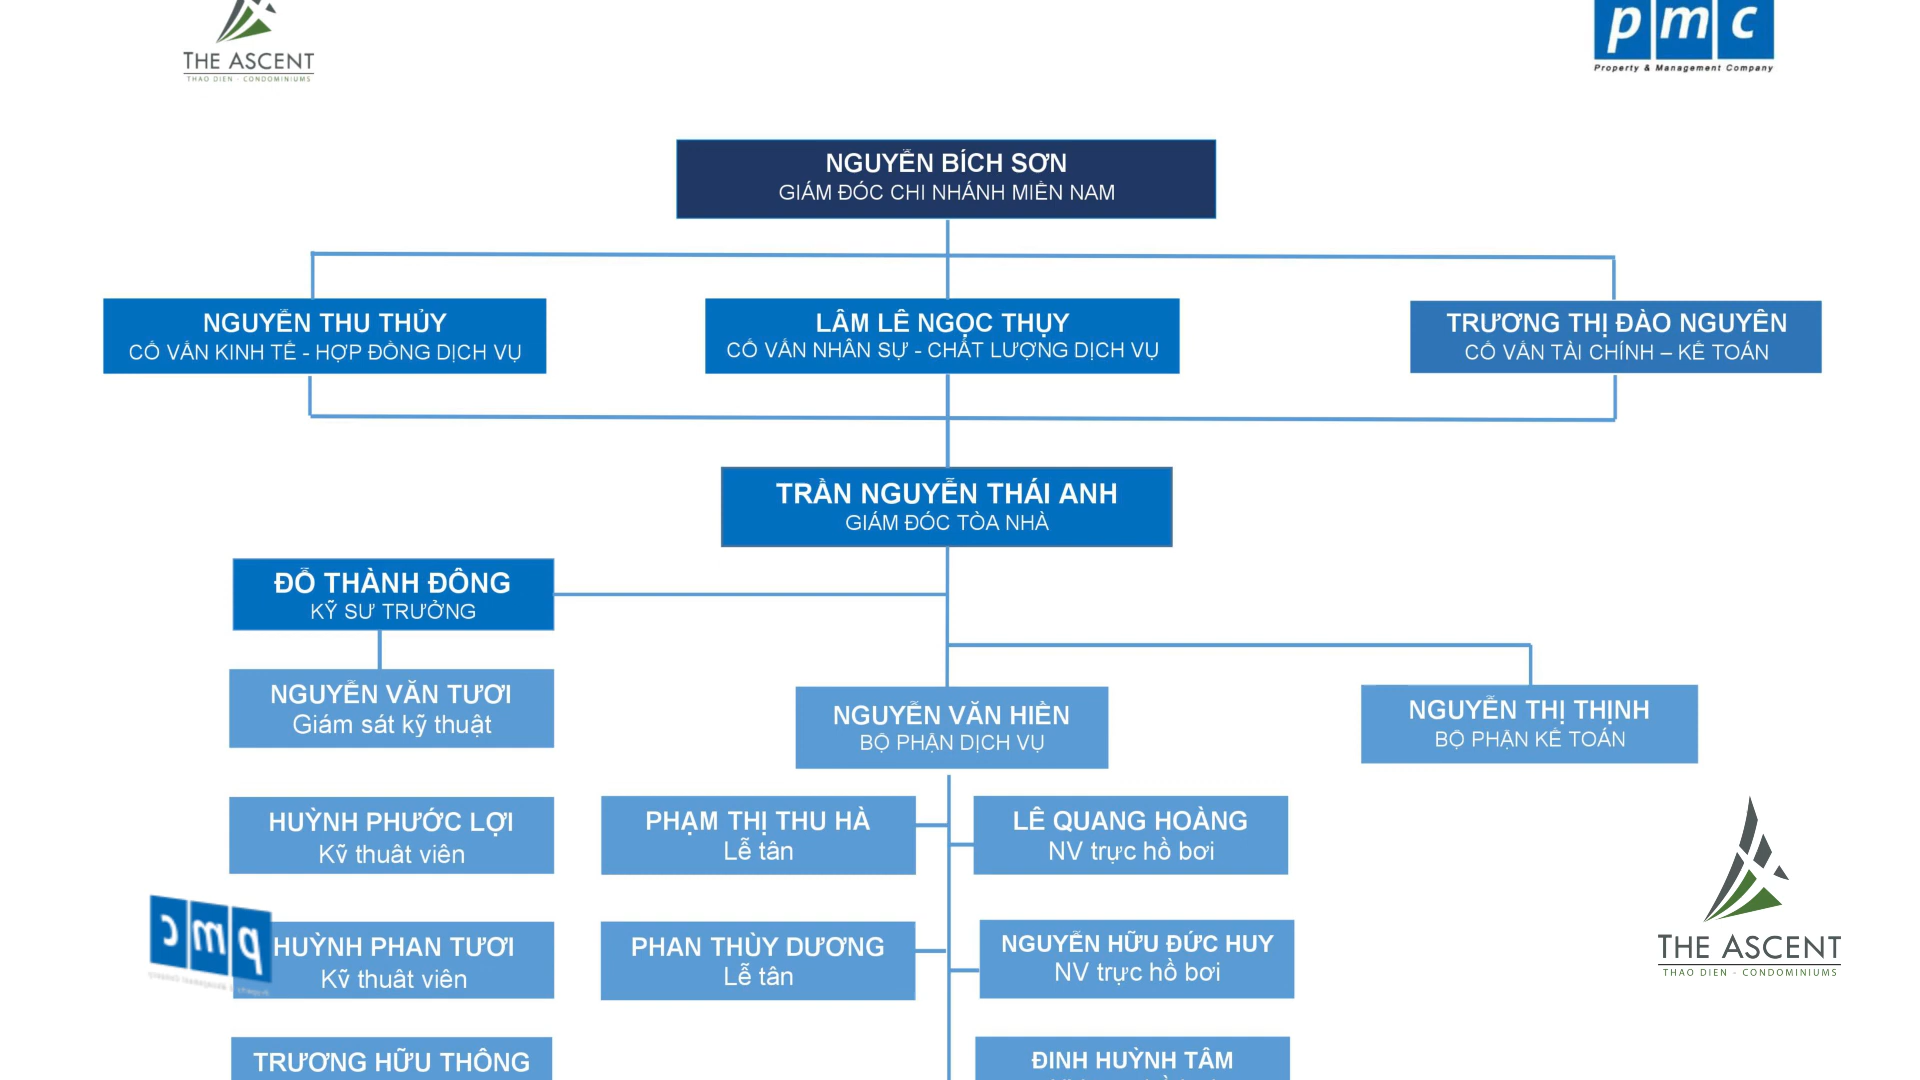 THE ASCENT
THAO DIEN - CONDOMINIUMS
pmc
Property & Management Company
NGUYỄN BÍCH SƠN
GIÁM ĐỐC CHI NHÁNH MIỀN NAM
NGUYỄN THU THỦY
CỐ VẤN KINH TẾ - HỢP ĐỒNG DỊCH VỤ
LÂM LÊ NGỌC THỤY
CỐ VẤN NHÂN SỰ - CHẤT LƯỢNG DỊCH VỤ
TRƯƠNG THỊ ĐÀO NGUYÊN
CỐ VẤN TÀI CHÍNH – KẾ TOÁN
TRẦN NGUYỄN THÁI ANH
GIÁM ĐỐC TÒA NHÀ
ĐỖ THÀNH ĐÔNG
KỸ SƯ TRƯỞNG
NGUYỄN VĂN TƯƠI
Giám sát kỹ thuật
NGUYỄN VĂN HIỀN
BỘ PHẬN DỊCH VỤ
NGUYỄN THỊ THỊNH
BỘ PHẬN KẾ TOÁN
HUỲNH PHƯỚC LỢI
Kỹ thuật viên
PHẠM THỊ THU HÀ
Lễ tân
LÊ QUANG HOÀNG
NV trực hồ bơi
pmc
HUỲNH PHAN TƯƠI
Kỹ thuật viên
PHAN THÙY DƯƠNG
Lễ tân
NGUYỄN HỮU ĐỨC HUY
NV trực hồ bơi
THE ASCENT
THAO DIEN - CONDOMINIUMS
TRƯƠNG HỮU THÔNG
ĐINH HUỲNH TÂM